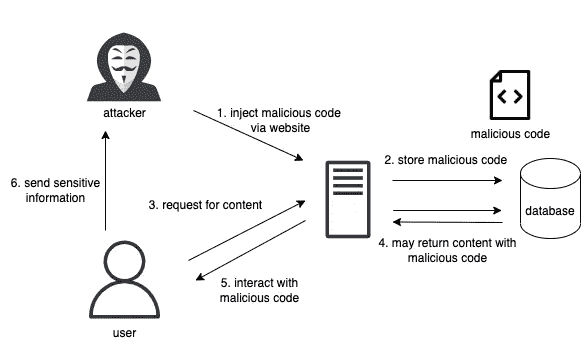 attacker
1. inject malicious code
via website
malicious code
2. store malicious code
6. send sensitive
information
3. request for content
database
4. may return content with
malicious code
5. interact with
malicious code
user